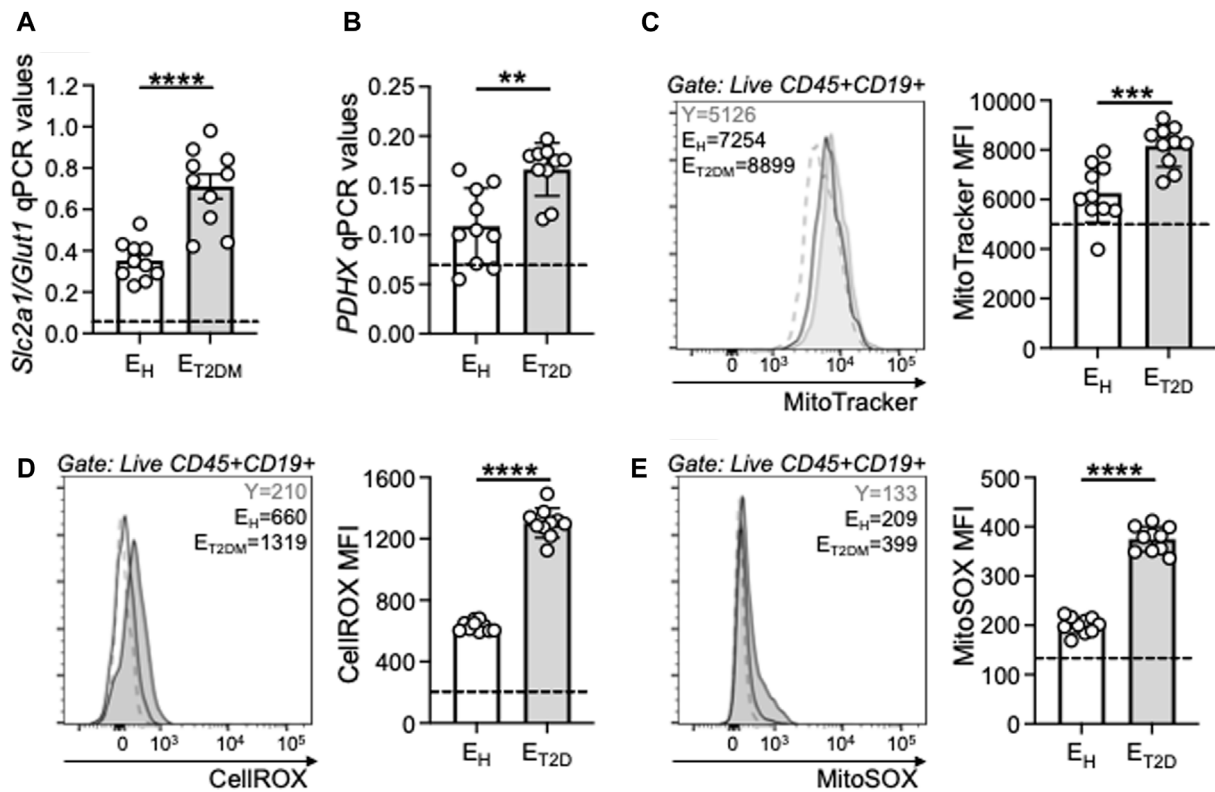 A
Slc2a1/Glut1 qPCR values
1.2
1.0
0.8
0.6
0.4
0.2
0.0
****
EH
ET2DM
B
PDHX qPCR values
0.25
0.20
0.15
0.10
0.05
0.00
**
EH
ET2D
C
Gate: Live CD45+CD19+
Y=5126
EH=7254
ET2DM=8899
0
10³
10⁴
10⁵
MitoTracker
MitoTracker MFI
10000
8000
6000
4000
2000
0
***
EH
ET2D
D
Gate: Live CD45+CD19+
Y=210
EH=660
ET2DM=1319
0
10³
10⁴
10⁵
CellROX
CellROX MFI
1600
1200
800
400
0
****
EH
ET2D
E
Gate: Live CD45+CD19+
Y=133
EH=209
ET2DM=399
0
10³
10⁴
10⁵
MitoSOX
MitoSOX MFI
500
400
300
200
100
0
****
EH
ET2D